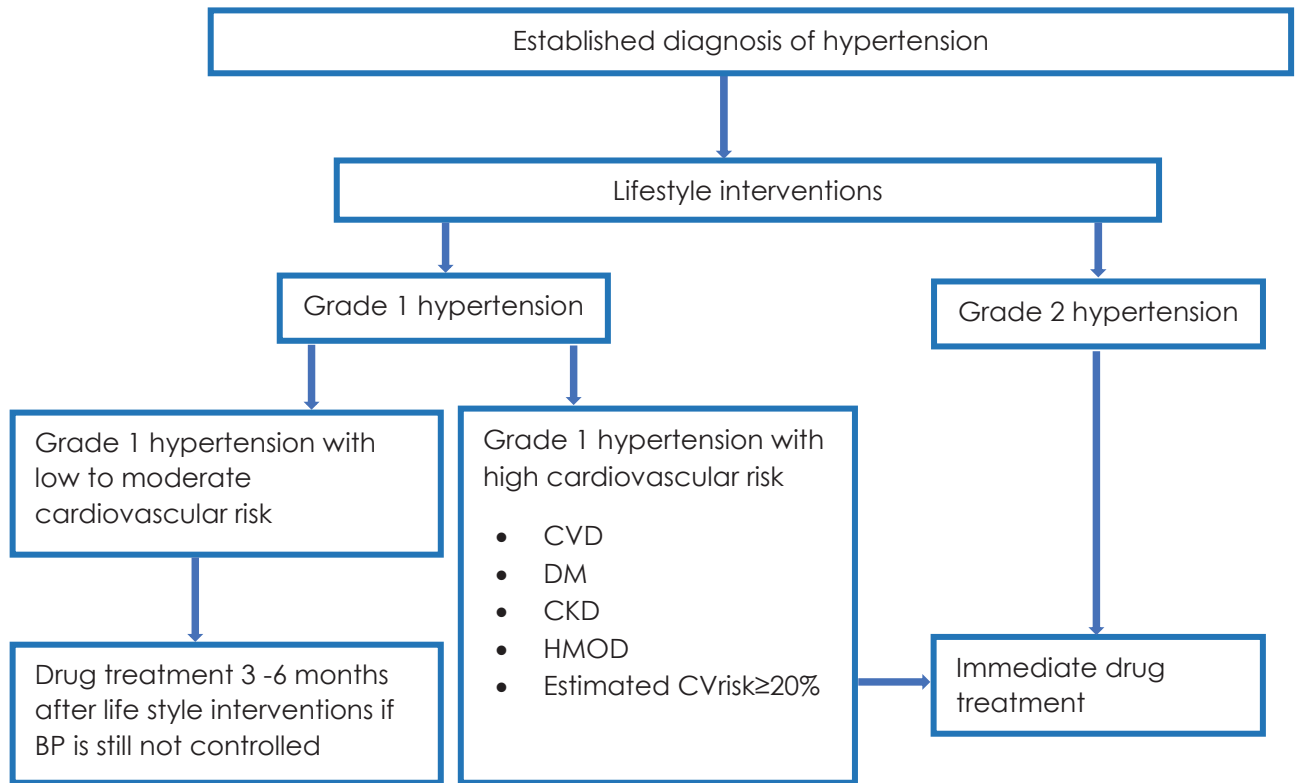 Established diagnosis of hypertension
Lifestyle interventions
Grade 1 hypertension
Grade 2 hypertension
Grade 1 hypertension with
low to moderate
cardiovascular risk
Grade 1 hypertension with
high cardiovascular risk
• CVD
• DM
• CKD
• HMOD
• Estimated CVrisk≥20%
Drug treatment 3 -6 months
after life style interventions if
BP is still not controlled
Immediate drug
treatment